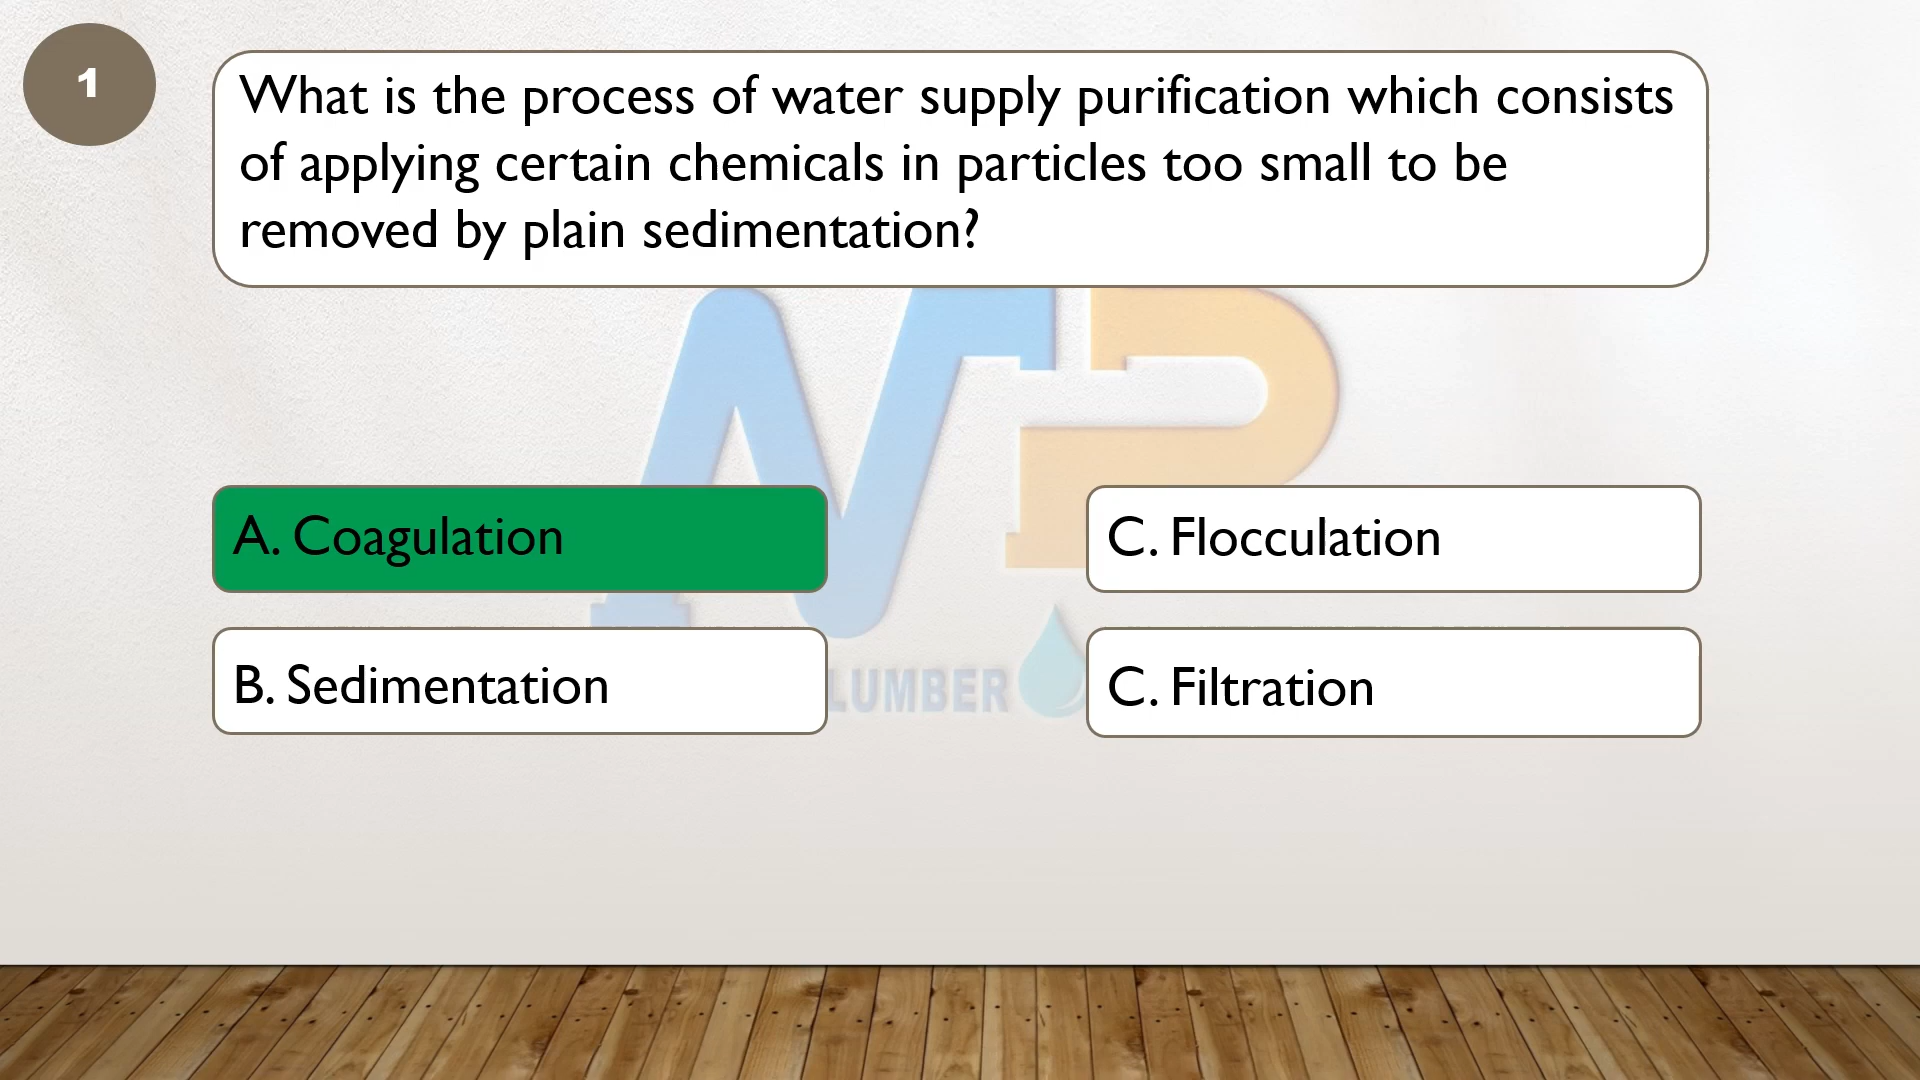 1
What is the process of water supply purification which consists
of applying certain chemicals in particles too small to be
removed by plain sedimentation?
A. Coagulation
C. Flocculation
B. Sedimentation
C. Filtration